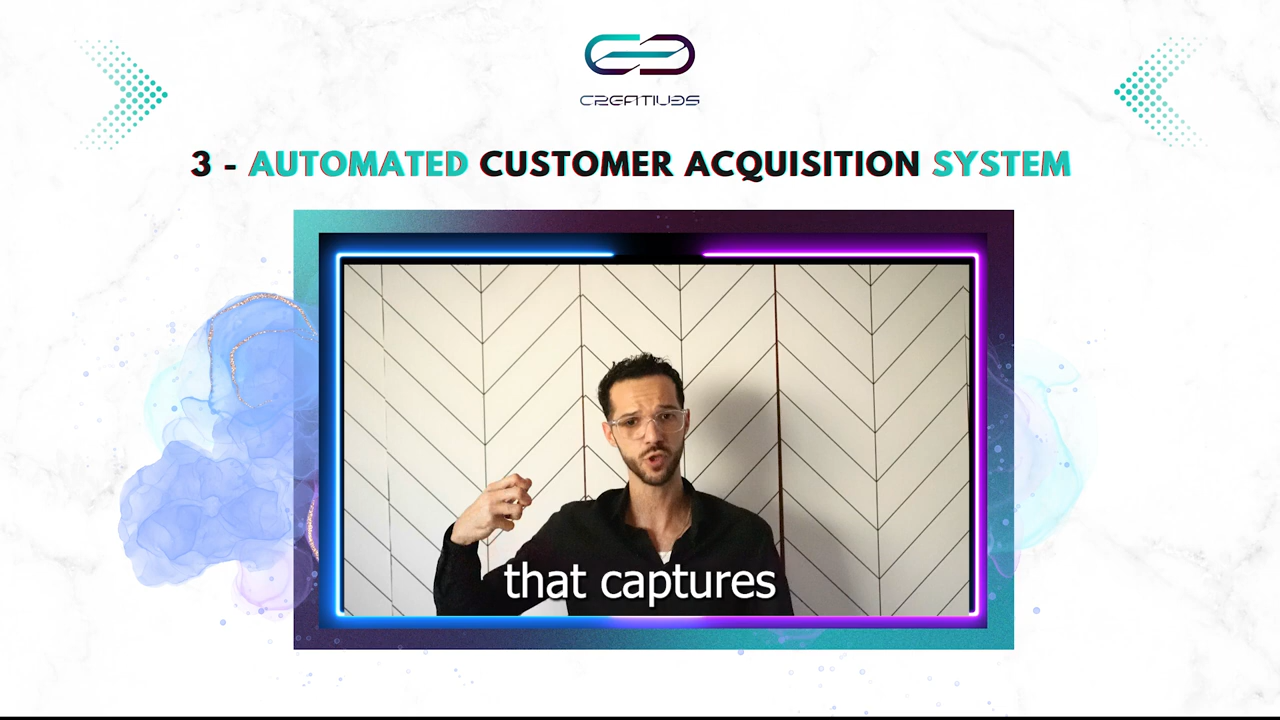 CREATIVDS
3 - AUTOMATED CUSTOMER ACQUISITION SYSTEM
that captures